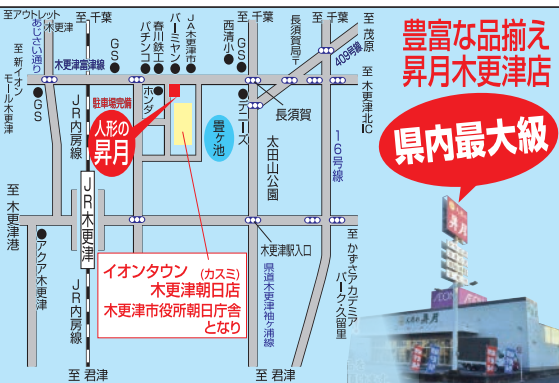 至アウトレット
木更津
至 千葉
至 千葉
至 千葉
至 茂原
あじさい通り
GS
パチンコ
春川鉄工
バーミヤン
JA木更津市
西清小
GS
長須賀局〒
409号線
至 新イオンモール木更津
木更津富津線
至 木更津北IC
GS
JR内房線
駐車場完備
ホンダ
人形の
昇月
畳ヶ池
デニーズ
長須賀
太田山公園
16号線
至 木更津港
JR木更津
アクア木更津
JR内房線
木更津駅入口
県道木更津袖ヶ浦線
至 かずさアカデミア
パーク・久留里
イオンタウン (カスミ)
木更津朝日店
木更津市役所朝日庁舎
となり
至 君津
至 君津
至 君津
豊富な品揃え
昇月木更津店
県内最大級
昇月
AEON
人形の昇月